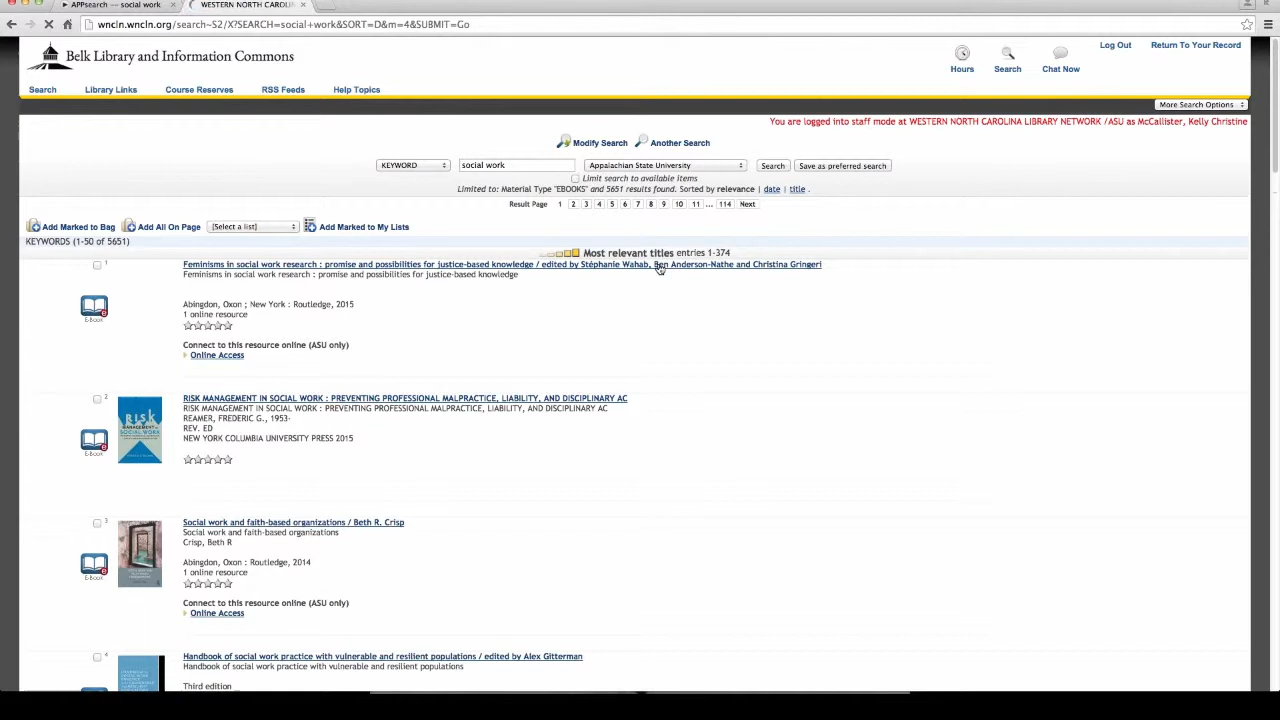 APPsearch — social work
WESTERN NORTH CAROLIN
wncln.wncln.org/search~S2/X?SEARCH=social+work&SORT=D&m=4&SUBMIT=Go
Belk Library and Information Commons
Hours
Search
Chat Now
Log Out
Return To Your Record
Search
Library Links
Course Reserves
RSS Feeds
Help Topics
More Search Options
You are logged into staff mode at WESTERN NORTH CAROLINA LIBRARY NETWORK /ASU as McCallister, Kelly Christine
Modify Search
Another Search
KEYWORD
social work
Appalachian State University
Search
Save as preferred search
Limit search to available items
Limited to: Material Type "EBOOKS" and 5651 results found. Sorted by relevance | date | title .
Result Page 1 2 3 4 5 6 7 8 9 10 11 ... 114 Next
Add Marked to Bag
Add All On Page
[Select a list]
Add Marked to My Lists
KEYWORDS (1-50 of 5651)
Most relevant titles entries 1-374
1
Feminisms in social work research : promise and possibilities for justice-based knowledge / edited by Stéphanie Wahab, Ben Anderson-Nathe and Christina Gringeri
Feminisms in social work research : promise and possibilities for justice-based knowledge
E-Book
Abingdon, Oxon ; New York : Routledge, 2015
1 online resource
Connect to this resource online (ASU only)
Online Access
2
RISK MANAGEMENT IN SOCIAL WORK : PREVENTING PROFESSIONAL MALPRACTICE, LIABILITY, AND DISCIPLINARY AC
RISK MANAGEMENT IN SOCIAL WORK : PREVENTING PROFESSIONAL MALPRACTICE, LIABILITY, AND DISCIPLINARY AC
REAMER, FREDERIC G., 1953-
REV. ED
NEW YORK COLUMBIA UNIVERSITY PRESS 2015
E-Book
3
Social work and faith-based organizations / Beth R. Crisp
Social work and faith-based organizations
Crisp, Beth R
E-Book
Abingdon, Oxon : Routledge, 2014
1 online resource
Connect to this resource online (ASU only)
Online Access
4
Handbook of social work practice with vulnerable and resilient populations / edited by Alex Gitterman
Handbook of social work practice with vulnerable and resilient populations
Third edition